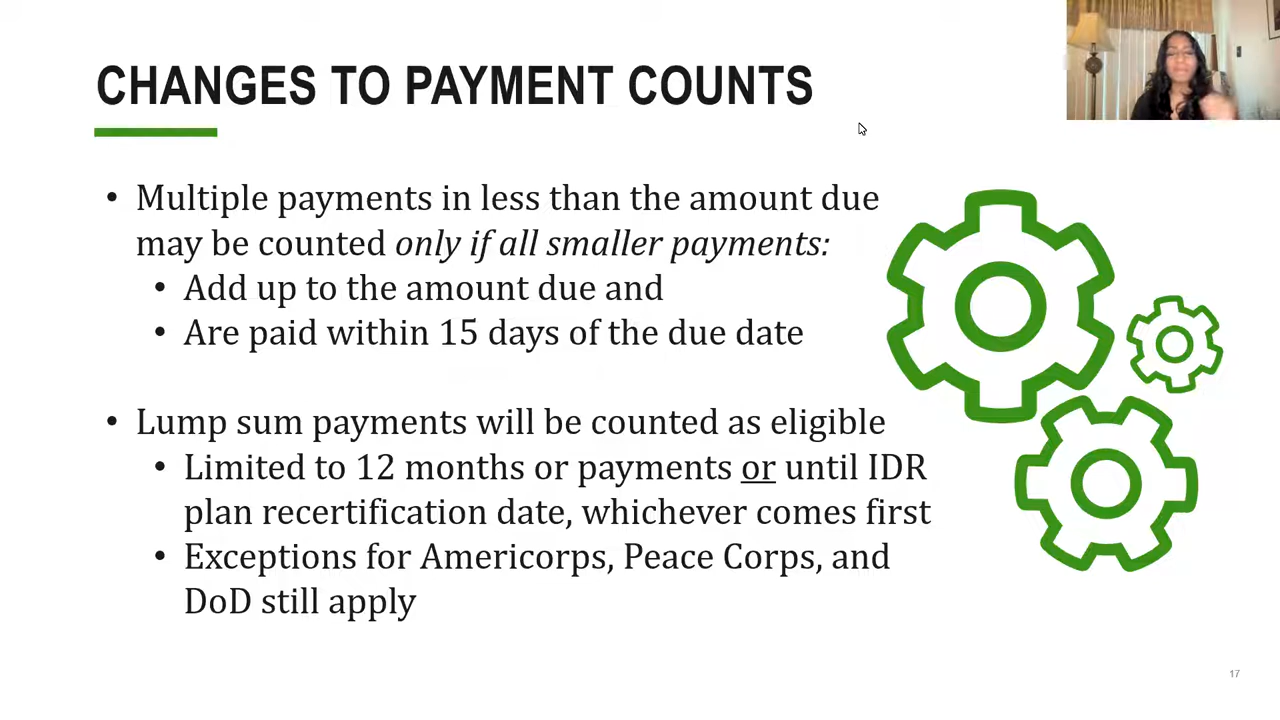 CHANGES TO PAYMENT COUNTS
• Multiple payments in less than the amount due
may be counted only if all smaller payments:
• Add up to the amount due and
• Are paid within 15 days of the due date
• Lump sum payments will be counted as eligible
• Limited to 12 months or payments or until IDR
plan recertification date, whichever comes first
• Exceptions for Americorps, Peace Corps, and
DoD still apply
17